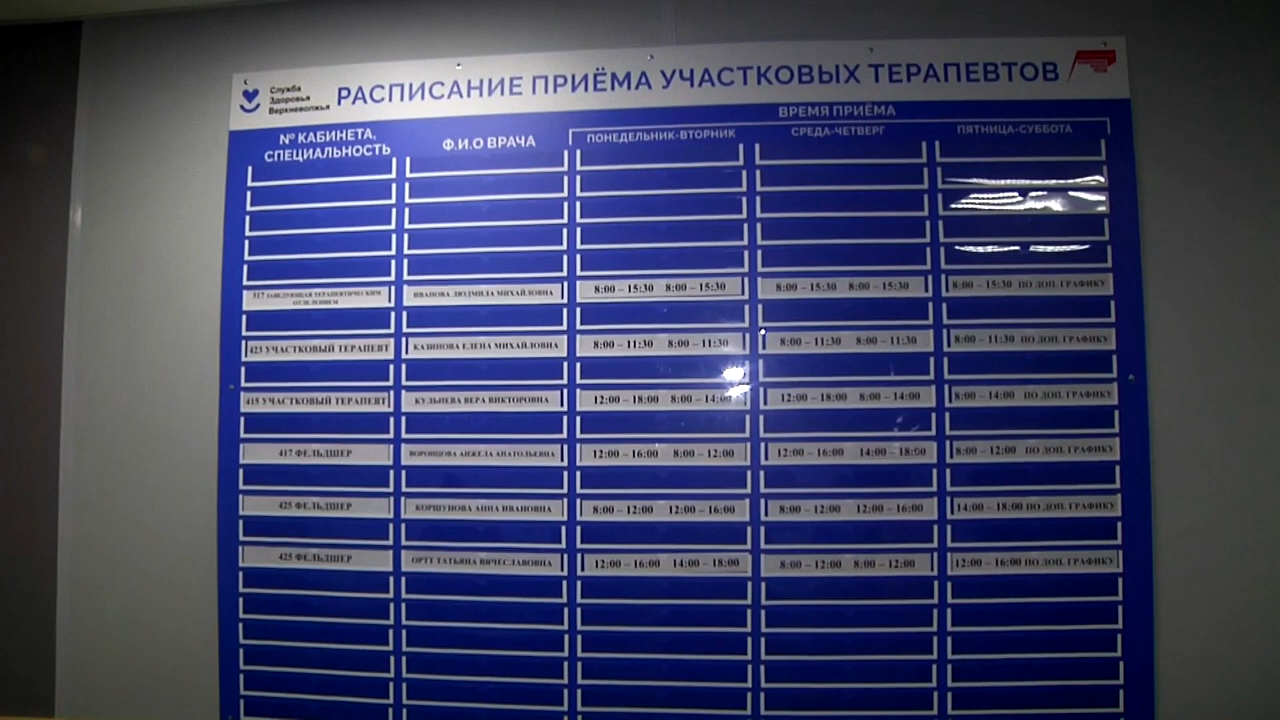 Служба
Здоровья
Верхневолжья
РАСПИСАНИЕ ПРИЁМА УЧАСТКОВЫХ ТЕРАПЕВТОВ
ВРЕМЯ ПРИЁМА
№ КАБИНЕТА, СПЕЦИАЛЬНОСТЬ Ф.И.О ВРАЧА ПОНЕДЕЛЬНИК-ВТОРНИК СРЕДА-ЧЕТВЕРГ ПЯТНИЦА-СУББОТА
317 ЗАВЕДУЮЩАЯ ТЕРАПЕВТИЧЕСКИМ ОТДЕЛЕНИЕМ ИВАНОВА ЛЮДМИЛА МИХАЙЛОВНА 8:00 – 15:30 8:00 – 15:30 8:00 – 15:30 8:00 – 15:30 8:00 – 15:30 ПО ДОП. ГРАФИКУ
423 УЧАСТКОВЫЙ ТЕРАПЕВТ КАЗИНОВА ЕЛЕНА МИХАЙЛОВНА 8:00 – 11:30 8:00 – 11:30 8:00 – 11:30 8:00 – 11:30 8:00 – 11:30 ПО ДОП. ГРАФИКУ
415 УЧАСТКОВЫЙ ТЕРАПЕВТ КУЛЬНЕВА ВЕРА ВИКТОРОВНА 12:00 – 18:00 8:00 – 14:00 12:00 – 18:00 8:00 – 14:00 8:00 – 14:00 ПО ДОП. ГРАФИКУ
417 ФЕЛЬДШЕР ВОРОНЦОВА АНЖЕЛА АНАТОЛЬЕВНА 12:00 – 16:00 8:00 – 12:00 12:00 – 16:00 14:00 – 18:00 8:00 – 12:00 ПО ДОП. ГРАФИКУ
425 ФЕЛЬДШЕР КОРШУНОВА АННА ИВАНОВНА 8:00 – 12:00 12:00 – 16:00 8:00 – 12:00 12:00 – 16:00 14:00 – 18:00 ПО ДОП. ГРАФИКУ
425 ФЕЛЬДШЕР ОРТТ ТАТЬЯНА ВЯЧЕСЛАВОВНА 12:00 – 16:00 14:00 – 18:00 8:00 – 12:00 8:00 – 12:00 12:00 – 16:00 ПО ДОП. ГРАФИКУ